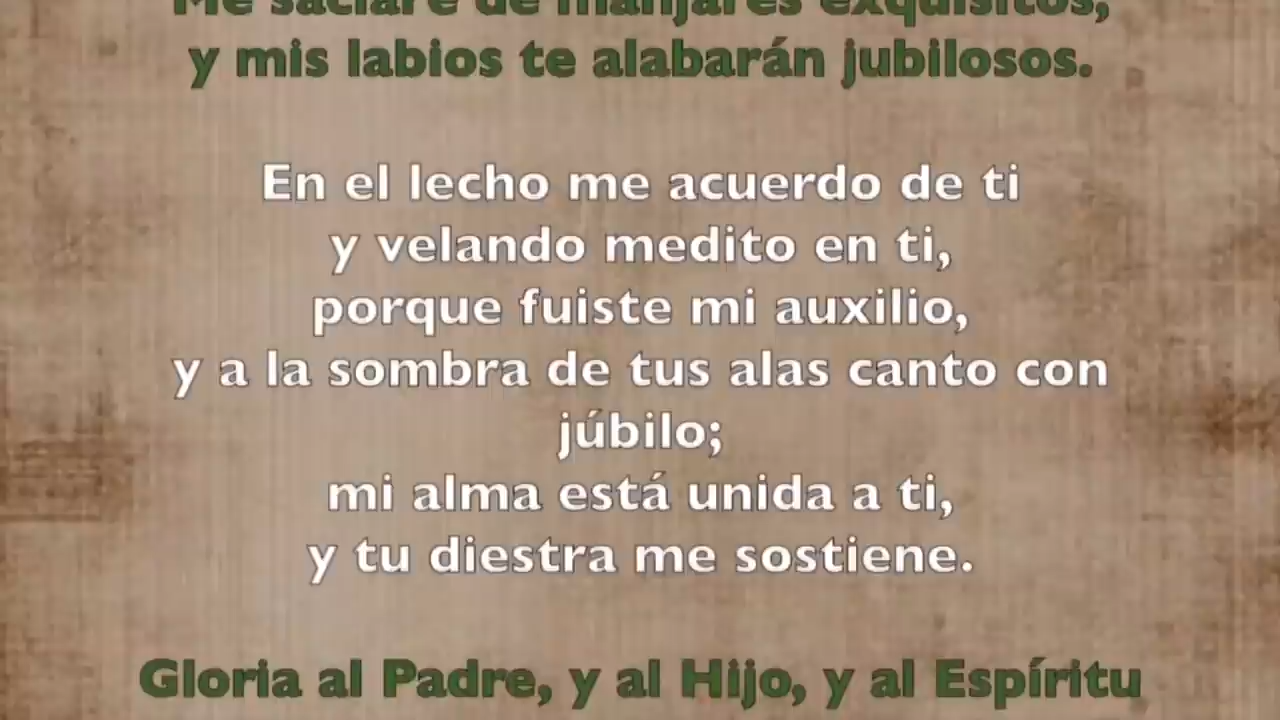 Me saciaré de manjares exquisitos,
y mis labios te alabarán jubilosos.
En el lecho me acuerdo de ti
y velando medito en ti,
porque fuiste mi auxilio,
y a la sombra de tus alas canto con
júbilo;
mi alma está unida a ti,
y tu diestra me sostiene.
Gloria al Padre, y al Hijo, y al Espíritu